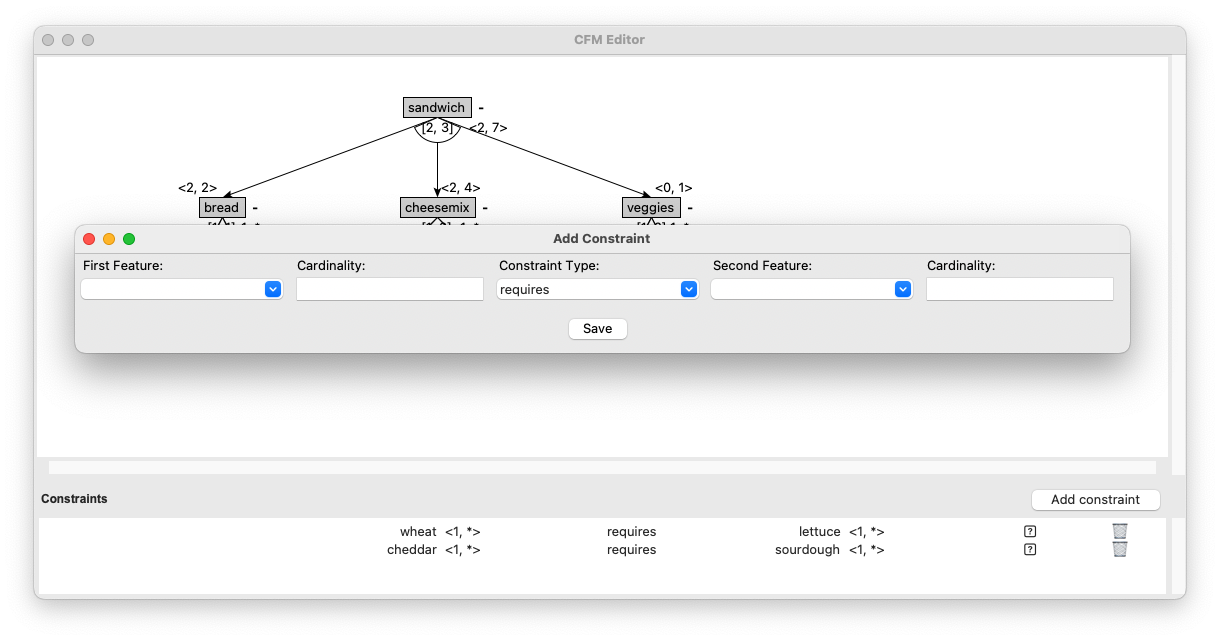 CFM Editor
sandwich -
[2, 3] <2, 7>
<2, 2> <2, 4> <0, 1>
bread - cheesemix - veggies -
Add Constraint
First Feature: Cardinality: Constraint Type: Second Feature: Cardinality:
requires
Save
Constraints Add constraint
wheat <1, *> requires lettuce <1, *> ?
cheddar <1, *> requires sourdough <1, *> ?